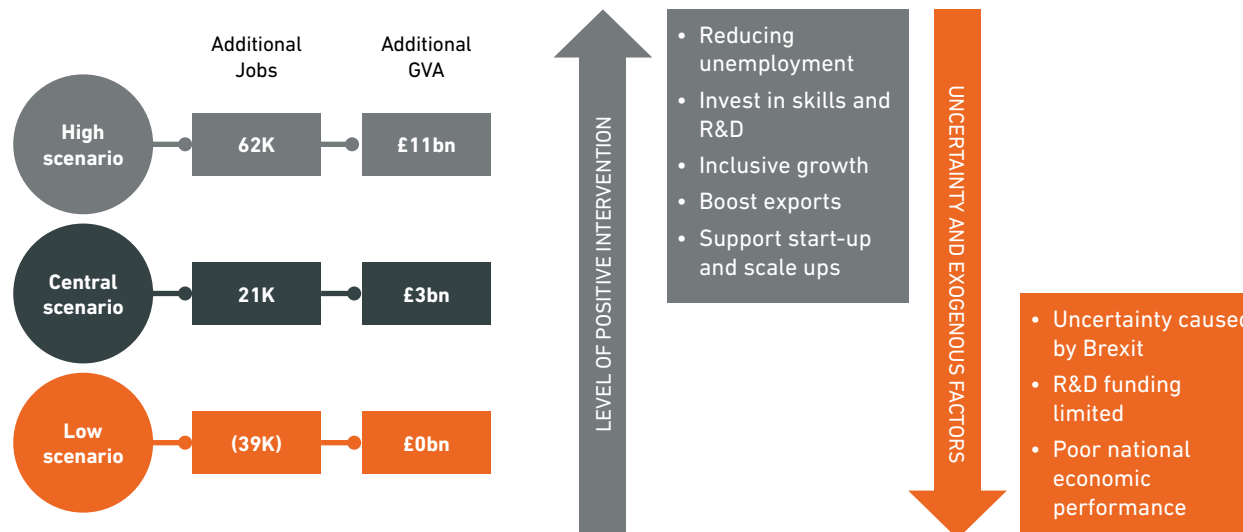 Additional
Jobs
Additional
GVA
High
scenario
62K
£11bn
Central
scenario
21K
£3bn
Low
scenario
(39K)
£0bn
LEVEL OF POSITIVE INTERVENTION
• Reducing
unemployment
• Invest in skills and
R&D
• Inclusive growth
• Boost exports
• Support start-up
and scale ups
UNCERTAINTY AND EXOGENOUS FACTORS
• Uncertainty caused
by Brexit
• R&D funding
limited
• Poor national
economic
performance